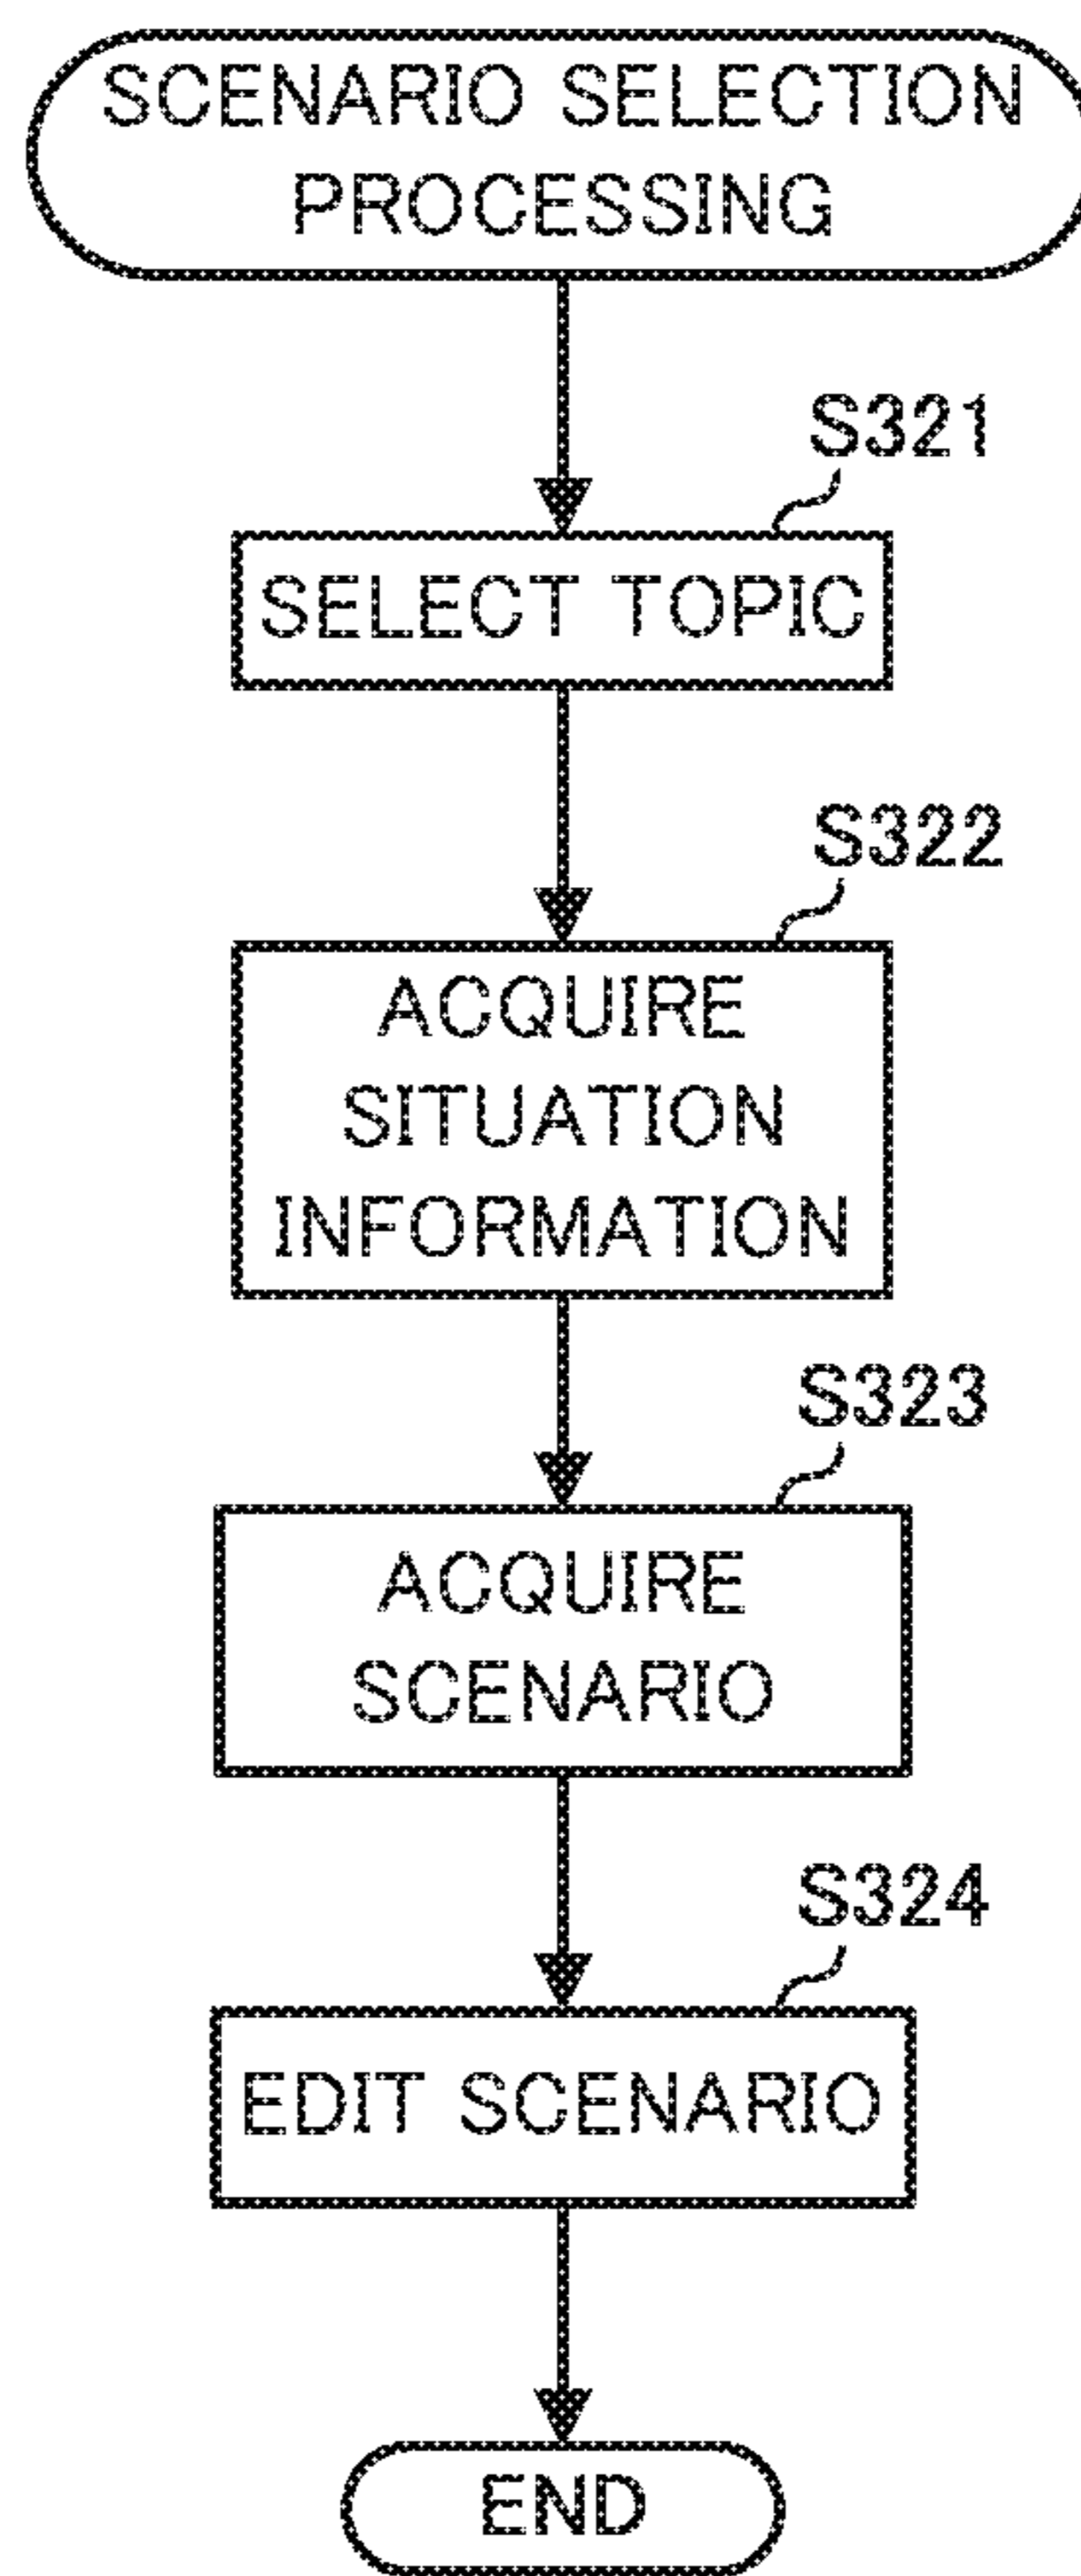 SCENARIO SELECTION
PROCESSING
S321
SELECT TOPIC
S322
ACQUIRE
SITUATION
INFORMATION
S323
ACQUIRE
SCENARIO
S324
EDIT SCENARIO
END